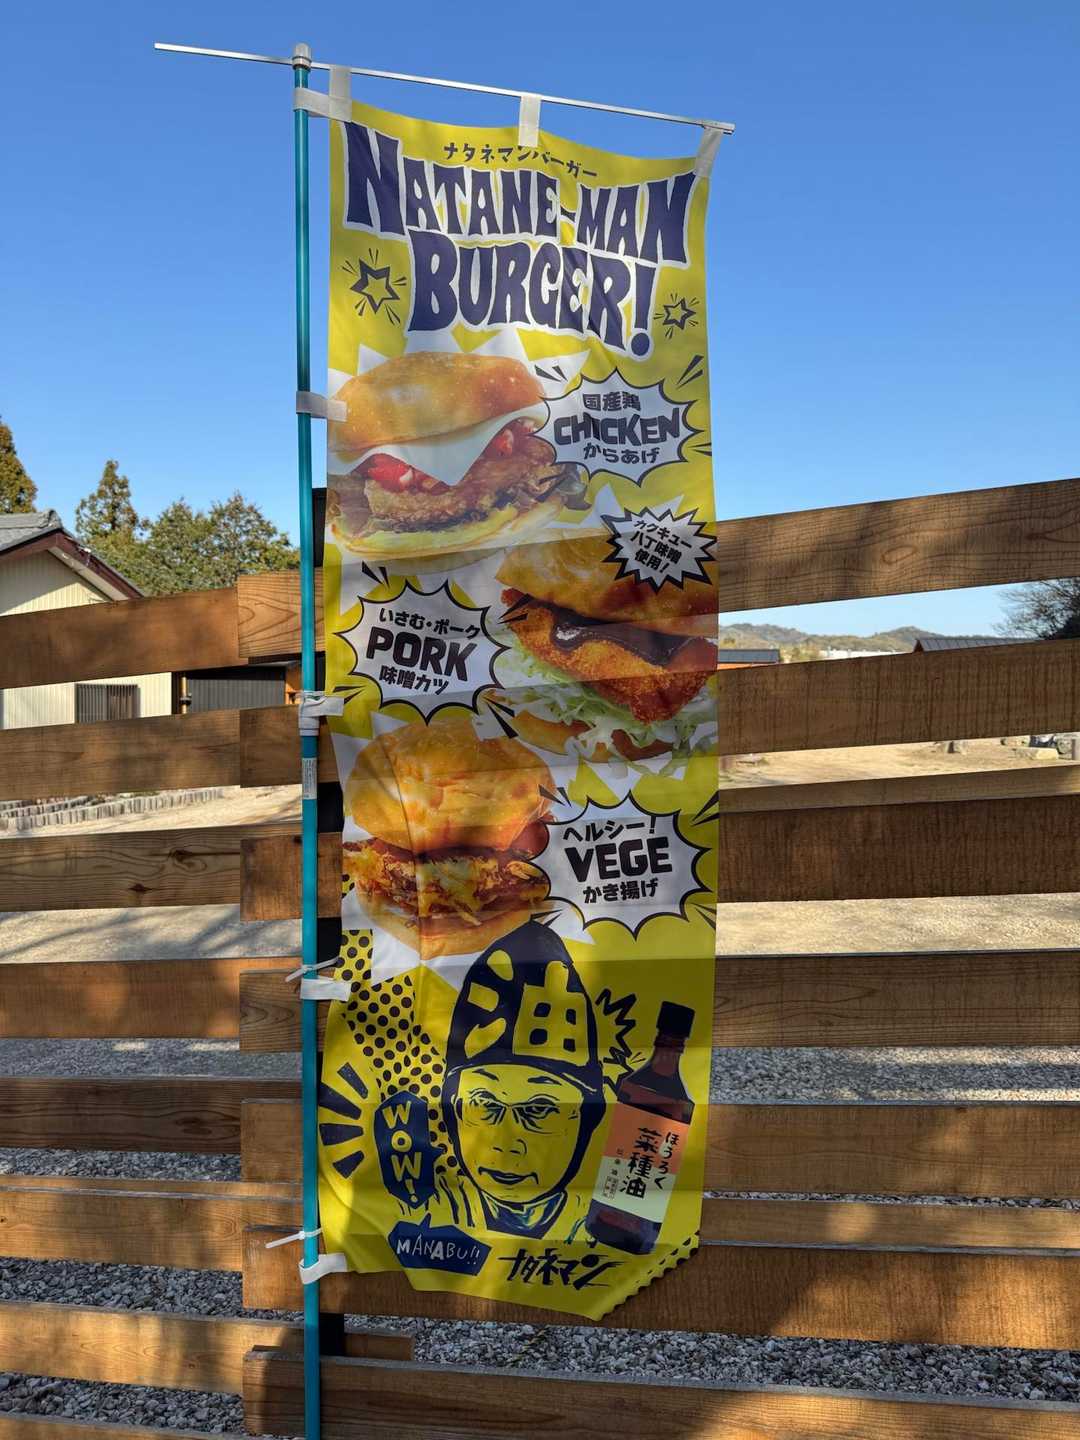 ナタネマンバーガー
NATANE-MAN
BURGER!
国産鶏
CHICKEN
からあげ
カクキュー
八丁味噌
使用!
いさむ・ポーク
PORK
味噌カツ
ヘルシー!
VEGE
かき揚げ
油
WOW!
ほうろく
菜種油
MANABU!!
ナタネマン